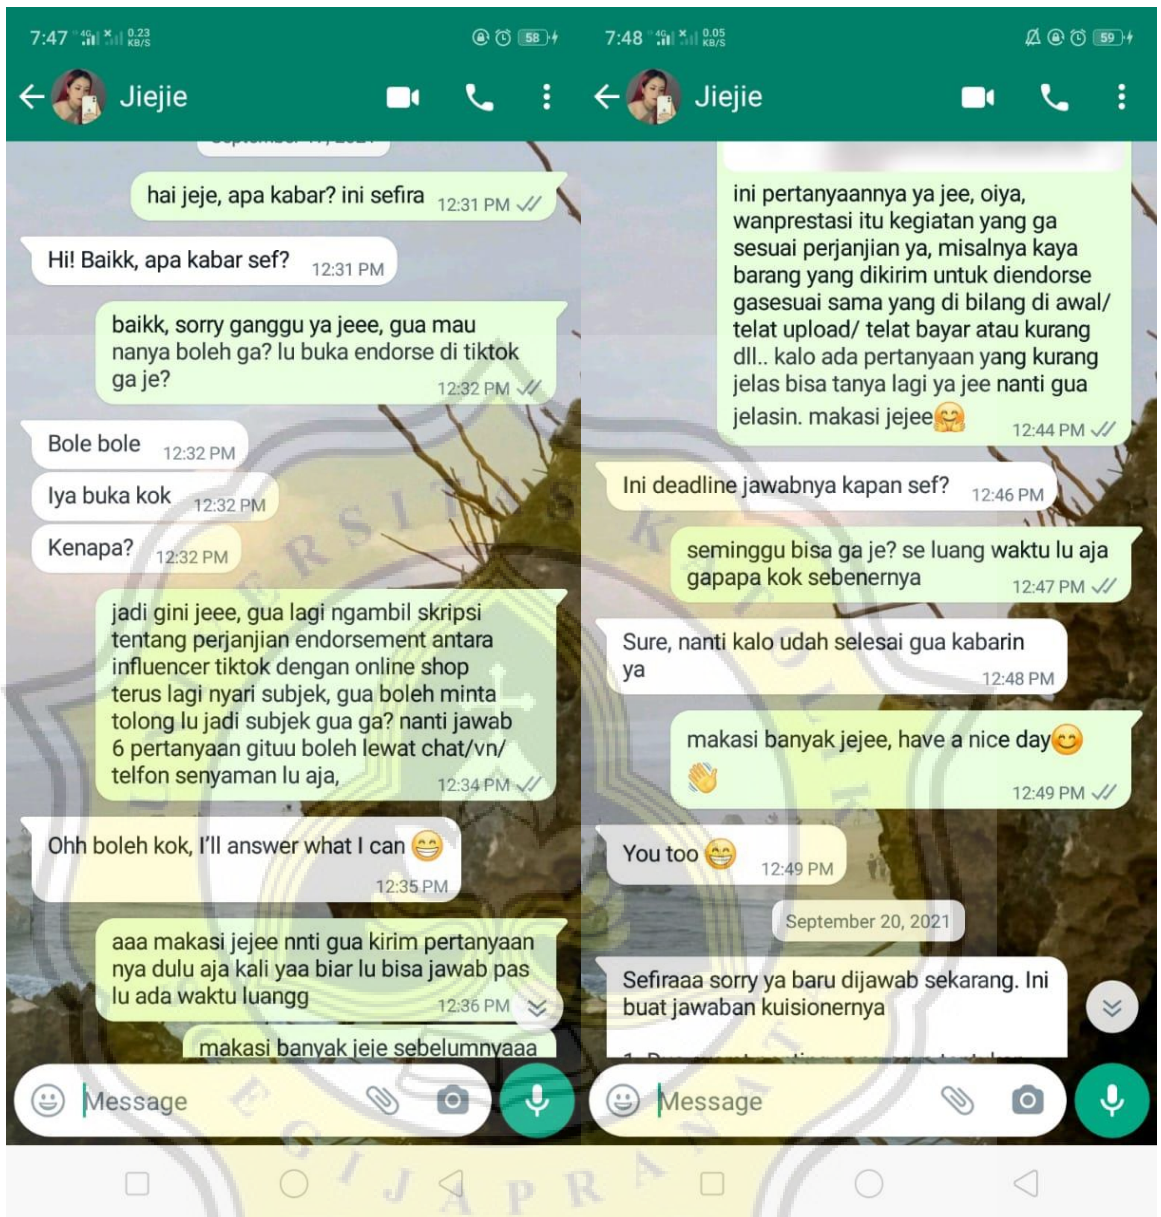 7:47 4G 0.23 KB/S 58
Jiejie
hai jeje, apa kabar? ini sefira 12:31 PM
Hi! Baikk, apa kabar sef? 12:31 PM
baikk, sorry ganggu ya jeee, gua mau
nanya boleh ga? lu buka endorse di tiktok
ga je? 12:32 PM
Bole bole 12:32 PM
Iya buka kok 12:32 PM
Kenapa? 12:32 PM
jadi gini jeee, gua lagi ngambil skripsi
tentang perjanjian endorsement antara
influencer tiktok dengan online shop
terus lagi nyari subjek, gua boleh minta
tolong lu jadi subjek gua ga? nanti jawab
6 pertanyaan gituu boleh lewat chat/vn/
telfon senyaman lu aja, 12:34 PM
Ohh boleh kok, I'll answer what I can 😁
12:35 PM
aaa makasi jejee nnti gua kirim pertanyaan
nya dulu aja kali yaa biar lu bisa jawab pas
lu ada waktu luangg 12:36 PM
makasi banyak jeje sebelumnyaaa
Message
7:48 4G 0.05 KB/S 59
Jiejie
ini pertanyaannya ya jee, oiya,
wanprestasi itu kegiatan yang ga
sesuai perjanjian ya, misalnya kaya
barang yang dikirim untuk diendorse
gasesuai sama yang di bilang di awal/
telat upload/ telat bayar atau kurang
dll.. kalo ada pertanyaan yang kurang
jelas bisa tanya lagi ya jee nanti gua
jelasin. makasi jejee🤗 12:44 PM
Ini deadline jawabnya kapan sef? 12:46 PM
seminggu bisa ga je? se luang waktu lu aja
gapapa kok sebenernya 12:47 PM
Sure, nanti kalo udah selesai gua kabarin
ya 12:48 PM
makasi banyak jejee, have a nice day😊
👋 12:49 PM
You too 😁 12:49 PM
September 20, 2021
Sefiraaa sorry ya baru dijawab sekarang. Ini
buat jawaban kuisionernya
Message